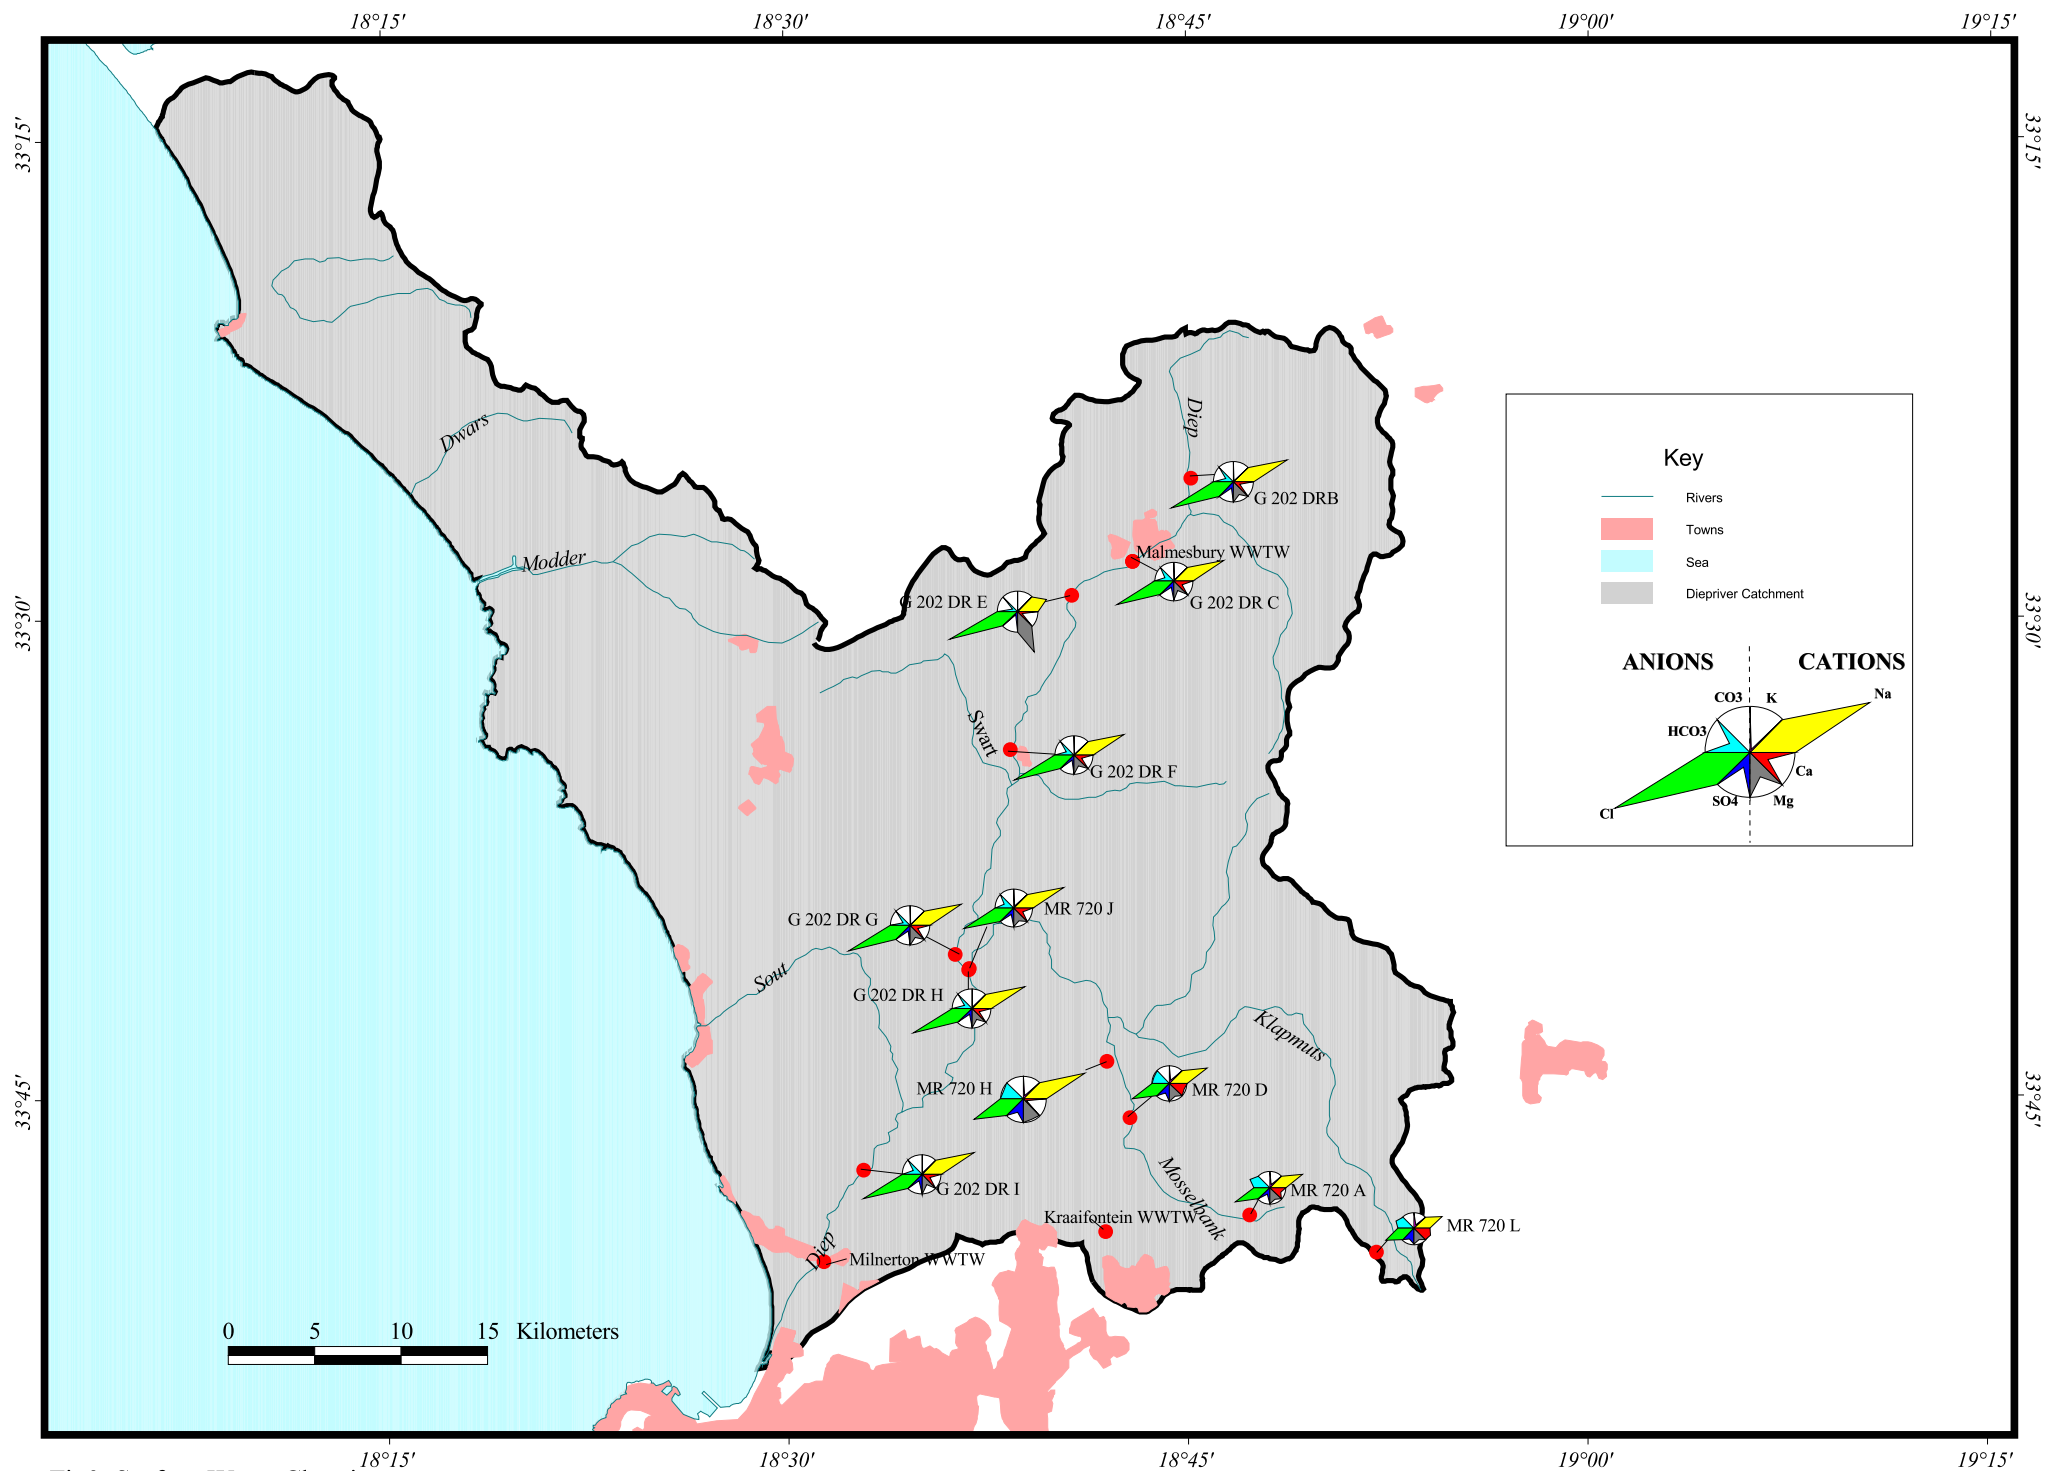 18°15'
18°30'
18°45'
19°00'
19°15'
33°15'
33°15'
Dwars
Diep
G 202 DRB
Key
Rivers
Towns
Sea
Diepriver Catchment
Modder
Malmesbury WWTW
G 202 DR E
G 202 DR C
33°30'
33°30'
ANIONS
CATIONS
CO3
K
Na
HCO3
Ca
SO4
Mg
Cl
Swart
G 202 DR F
G 202 DR G
MR 720 J
Sout
G 202 DR H
Klapmuts
MR 720 H
MR 720 D
33°45'
33°45'
Mosselbank
G 202 DR I
MR 720 A
Kraaifontein WWTW
MR 720 L
Diep
Milnerton WWTW
0 5 10 15 Kilometers
18°15'
18°30'
18°45'
19°00'
19°15'